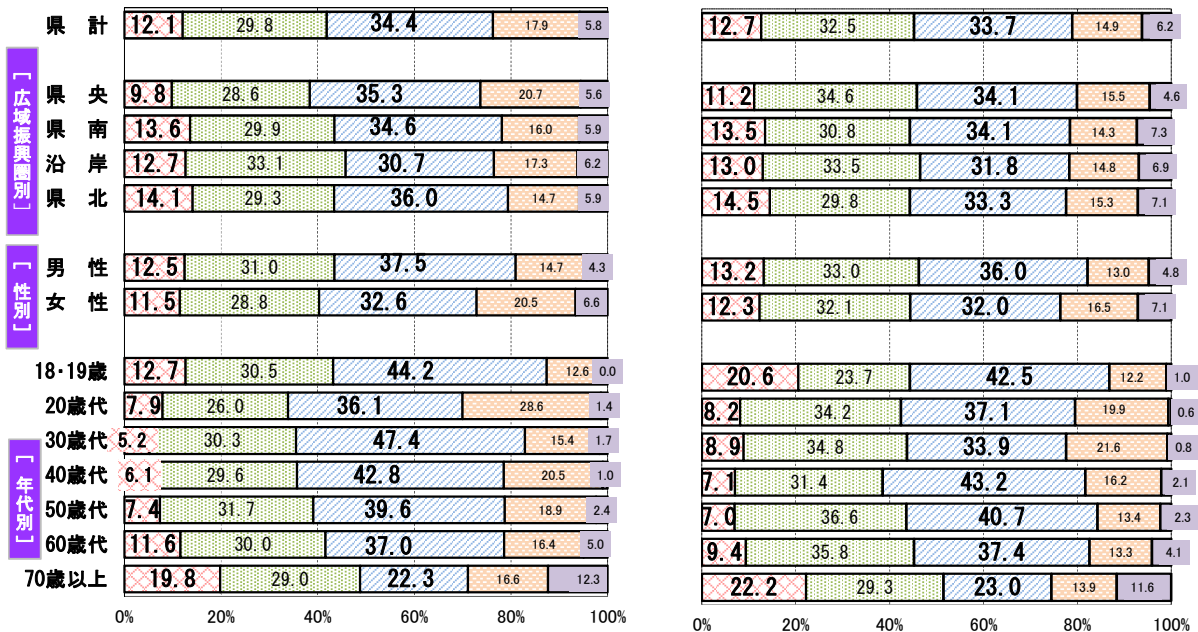 県 計 12.1 29.8 34.4 17.9 5.8 12.7 32.5 33.7 14.9 6.2
[広域振興圏別]
県 央 9.8 28.6 35.3 20.7 5.6 11.2 34.6 34.1 15.5 4.6
県 南 13.6 29.9 34.6 16.0 5.9 13.5 30.8 34.1 14.3 7.3
沿 岸 12.7 33.1 30.7 17.3 6.2 13.0 33.5 31.8 14.8 6.9
県 北 14.1 29.3 36.0 14.7 5.9 14.5 29.8 33.3 15.3 7.1
[性別]
男 性 12.5 31.0 37.5 14.7 4.3 13.2 33.0 36.0 13.0 4.8
女 性 11.5 28.8 32.6 20.5 6.6 12.3 32.1 32.0 16.5 7.1
[年代別]
18・19歳 12.7 30.5 44.2 12.6 0.0 20.6 23.7 42.5 12.2 1.0
20歳代 7.9 26.0 36.1 28.6 1.4 8.2 34.2 37.1 19.9 0.6
30歳代 5.2 30.3 47.4 15.4 1.7 8.9 34.8 33.9 21.6 0.8
40歳代 6.1 29.6 42.8 20.5 1.0 7.1 31.4 43.2 16.2 2.1
50歳代 7.4 31.7 39.6 18.9 2.4 7.0 36.6 40.7 13.4 2.3
60歳代 11.6 30.0 37.0 16.4 5.0 9.4 35.8 37.4 13.3 4.1
70歳以上 19.8 29.0 22.3 16.6 12.3 22.2 29.3 23.0 13.9 11.6
0% 20% 40% 60% 80% 100% 0% 20% 40% 60% 80% 100%